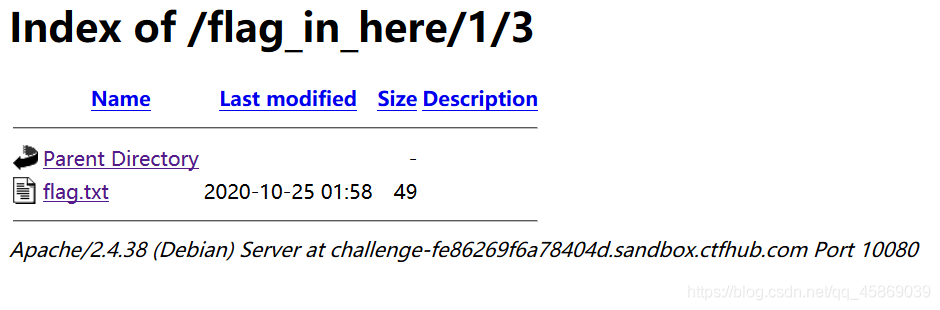 Index of /flag_in_here/1/3
Name Last modified Size Description
Parent Directory -
flag.txt 2020-10-25 01:58 49
Apache/2.4.38 (Debian) Server at challenge-fe86269f6a78404d.sandbox.ctfhub.com Port 10080
https://blog.csdn.net/qq_45869039